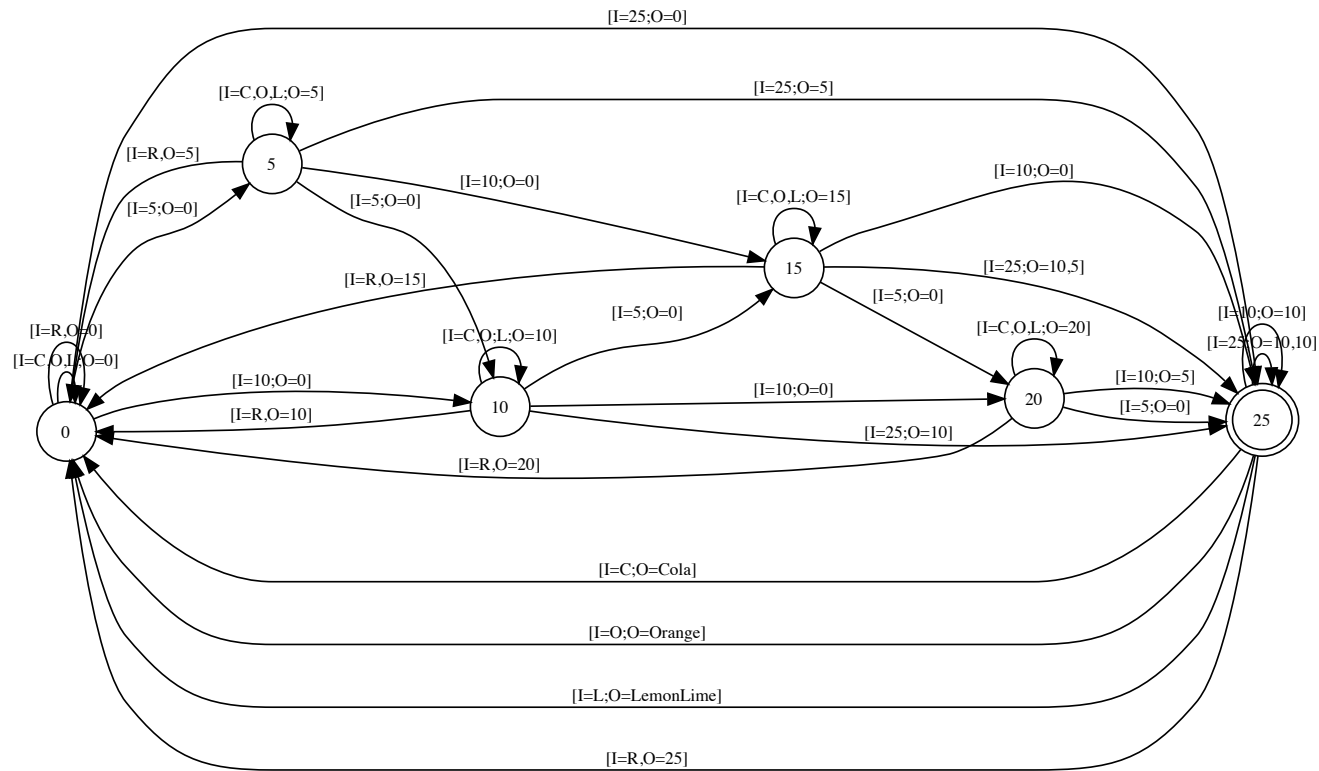 [I=25;O=0]
[I=C,O,L;O=5]
[I=25;O=5]
[I=R,O=5]
5
[I=10;O=0]
[I=10;O=0]
[I=5;O=0]
[I=5;O=0]
[I=C,O,L;O=15]
15
[I=25;O=10,5]
[I=R,O=15]
[I=5;O=0]
[I=5;O=0]
[I=10;O=10]
[I=R,O=0]
[I=C,O;L;O=10]
[I=C,O,L;O=20]
[I=25;O=10,10]
[I=C,O,L;O=0]
[I=10;O=0]
[I=10;O=0]
[I=10;O=5]
20
10
[I=R,O=10]
[I=5;O=0]
25
0
[I=25;O=10]
[I=R,O=20]
[I=C;O=Cola]
[I=O;O=Orange]
[I=L;O=LemonLime]
[I=R,O=25]